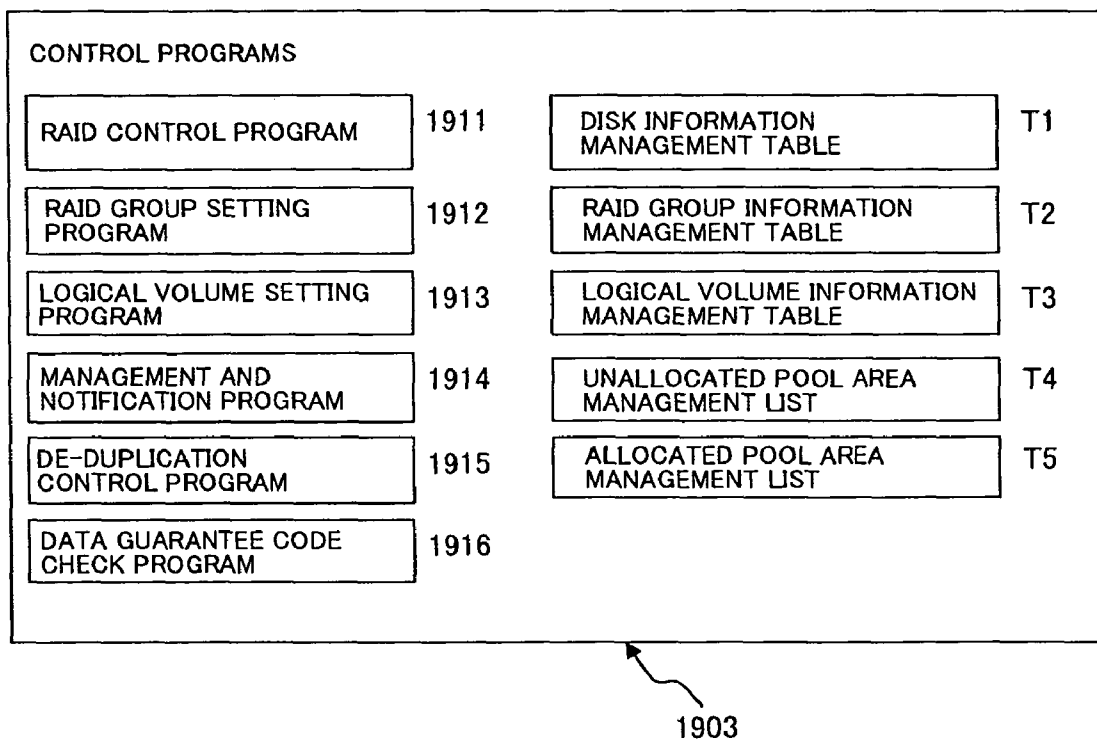 CONTROL PROGRAMS
RAID CONTROL PROGRAM
1911
RAID GROUP SETTING
PROGRAM
1912
LOGICAL VOLUME SETTING
PROGRAM
1913
MANAGEMENT AND
NOTIFICATION PROGRAM
1914
DE-DUPLICATION
CONTROL PROGRAM
1915
DATA GUARANTEE CODE
CHECK PROGRAM
1916
DISK INFORMATION
MANAGEMENT TABLE
T1
RAID GROUP INFORMATION
MANAGEMENT TABLE
T2
LOGICAL VOLUME INFORMATION
MANAGEMENT TABLE
T3
UNALLOCATED POOL AREA
MANAGEMENT LIST
T4
ALLOCATED POOL AREA
MANAGEMENT LIST
T5
1903